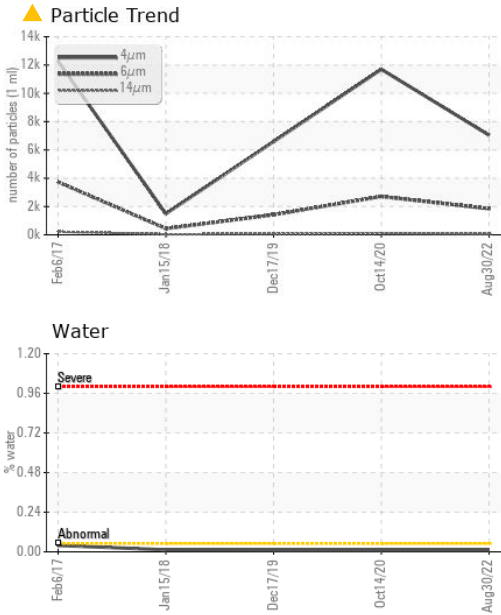 Particle Trend
14k
12k
10k
8k
6k
4k
2k
0k
number of particles (1 ml)
4µm
6µm
14µm
Feb6/17
Jan15/18
Dec17/19
Oct14/20
Aug30/22
Water
1.20
0.96
0.72
0.48
0.24
0.00
% water
Severe
Abnormal
Feb6/17
Jan15/18
Dec17/19
Oct14/20
Aug30/22